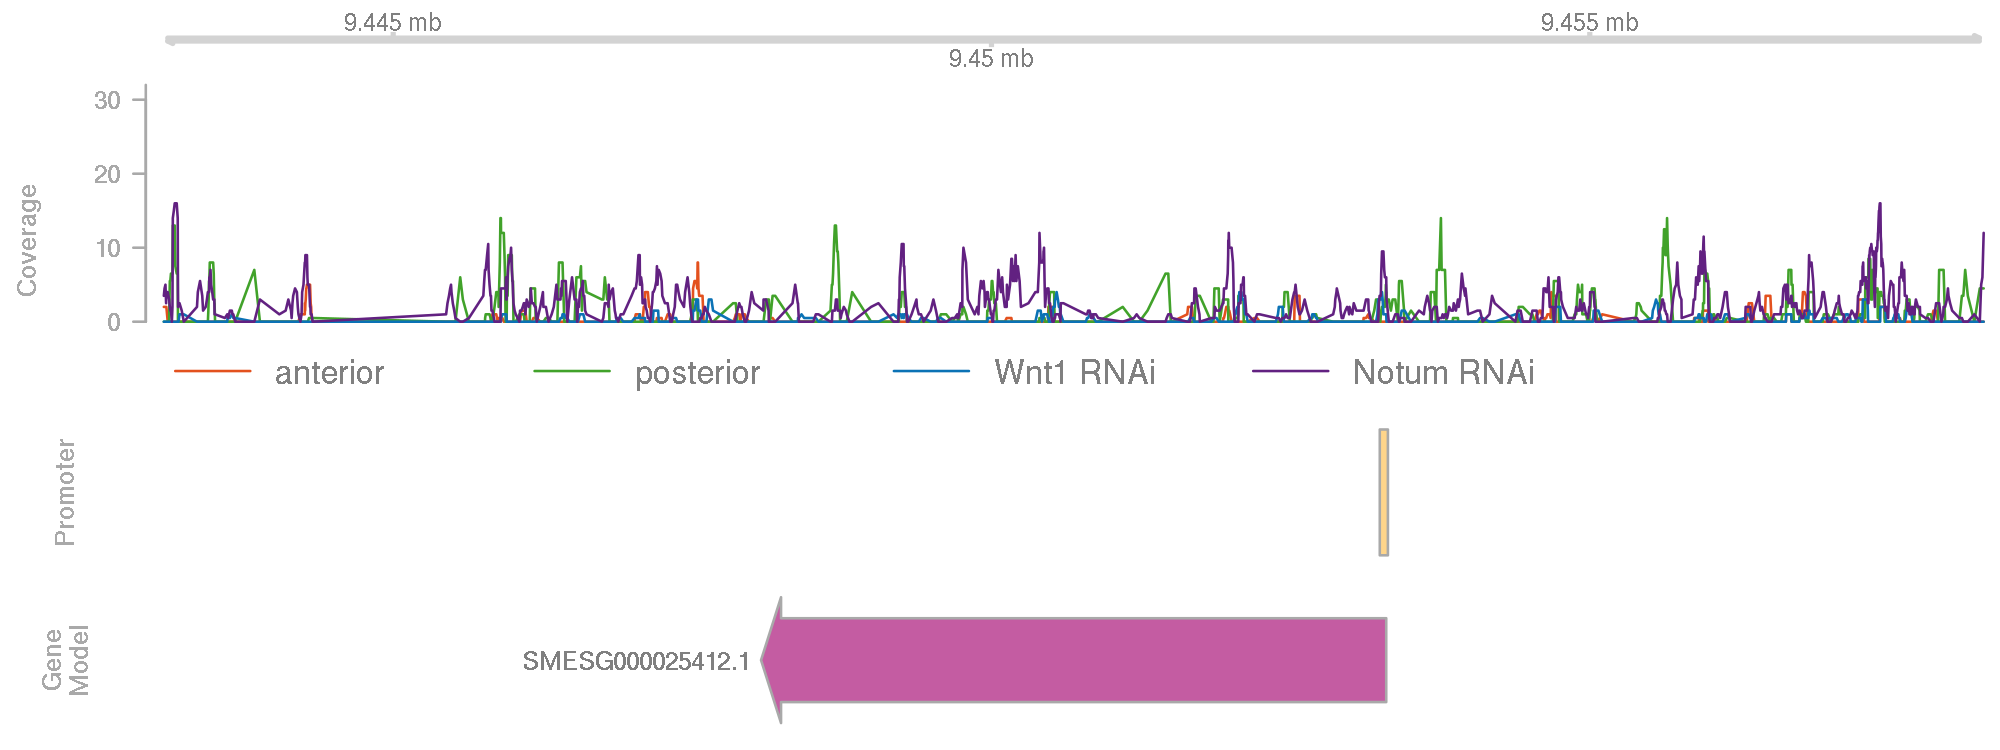 9.445 mb
9.455 mb
9.45 mb
30
20
10
0
Coverage
anterior posterior Wnt1 RNAi Notum RNAi
Promoter
Gene
Model
SMESG000025412.1